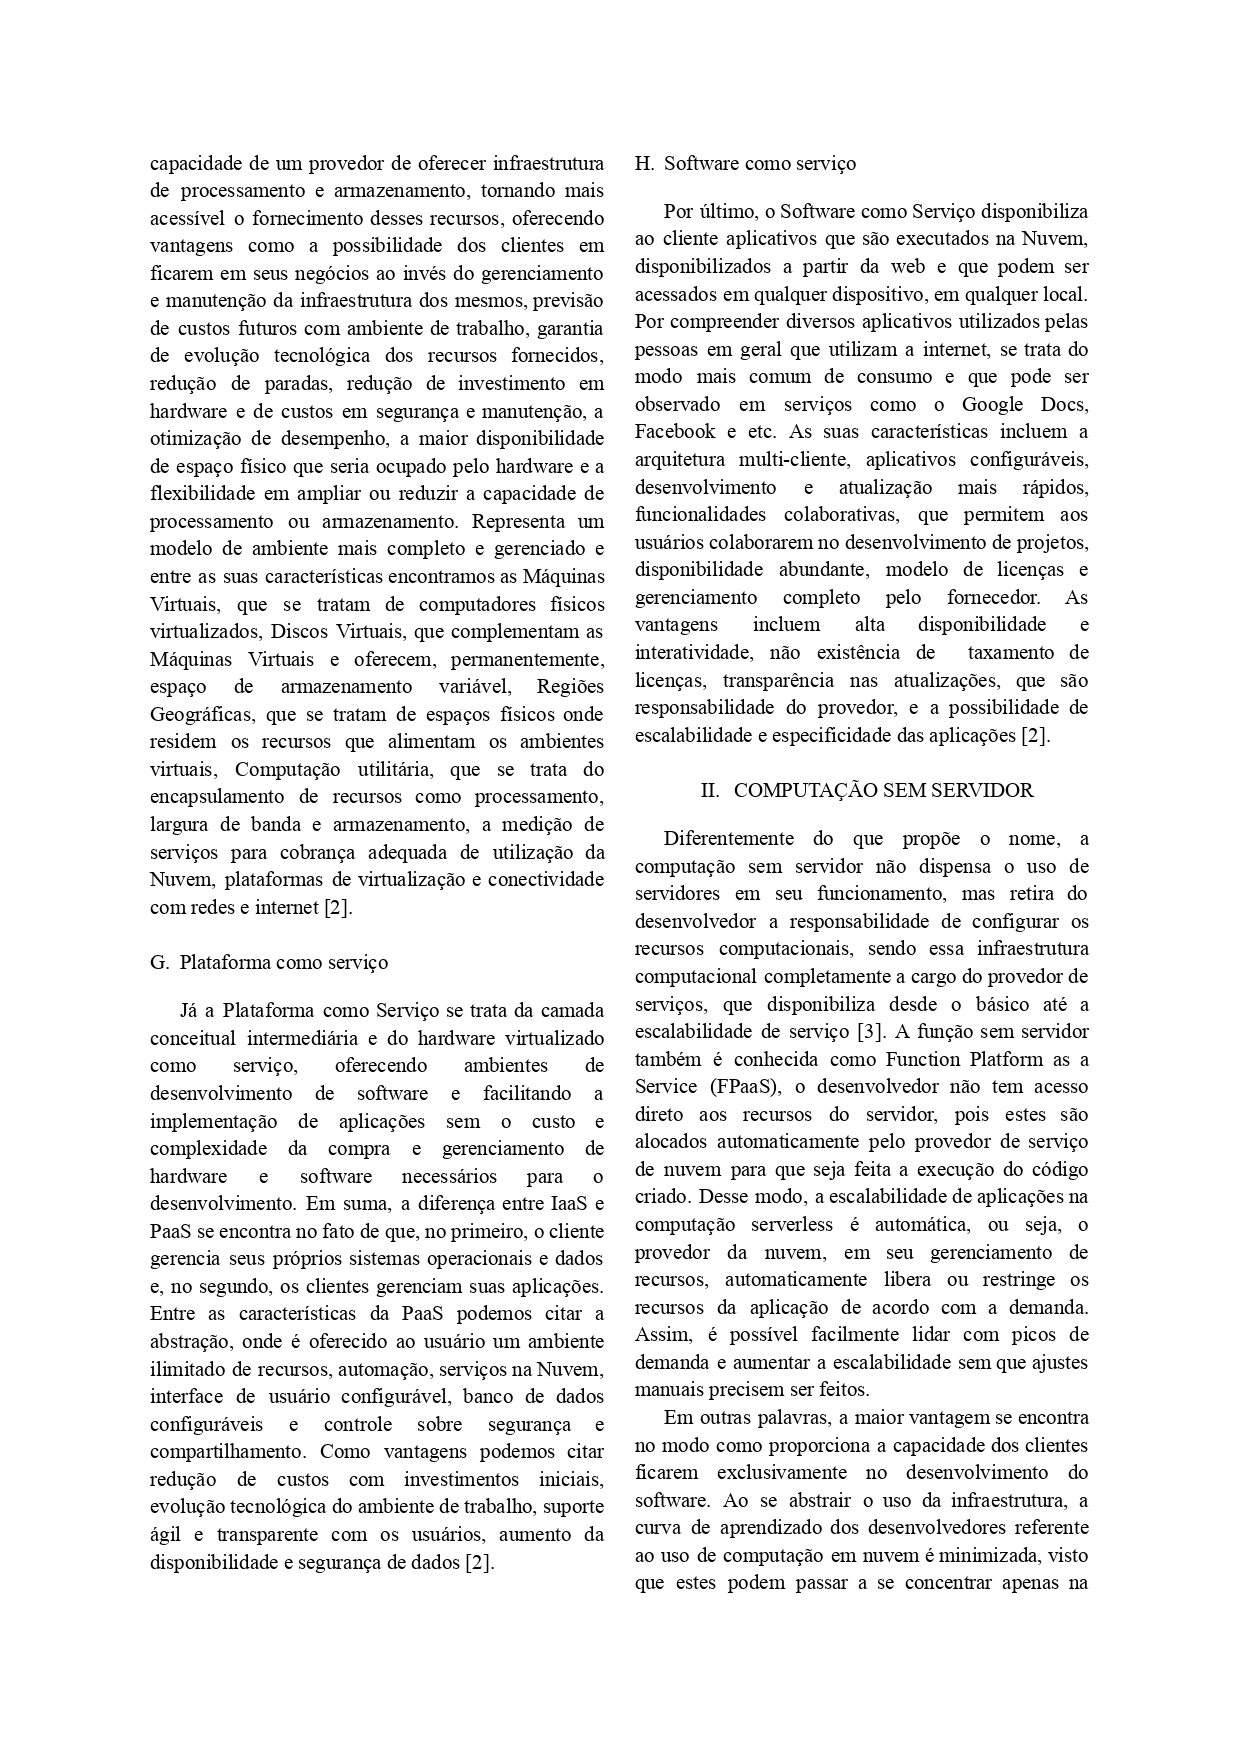 capacidade de um provedor de oferecer infraestrutura
de processamento e armazenamento, tornando mais
acessível o fornecimento desses recursos, oferecendo
vantagens como a possibilidade dos clientes em
ficarem em seus negócios ao invés do gerenciamento
e manutenção da infraestrutura dos mesmos, previsão
de custos futuros com ambiente de trabalho, garantia
de evolução tecnológica dos recursos fornecidos,
redução de paradas, redução de investimento em
hardware e de custos em segurança e manutenção, a
otimização de desempenho, a maior disponibilidade
de espaço físico que seria ocupado pelo hardware e a
flexibilidade em ampliar ou reduzir a capacidade de
processamento ou armazenamento. Representa um
modelo de ambiente mais completo e gerenciado e
entre as suas características encontramos as Máquinas
Virtuais, que se tratam de computadores físicos
virtualizados, Discos Virtuais, que complementam as
Máquinas Virtuais e oferecem, permanentemente,
espaço de armazenamento variável, Regiões
Geográficas, que se tratam de espaços físicos onde
residem os recursos que alimentam os ambientes
virtuais, Computação utilitária, que se trata do
encapsulamento de recursos como processamento,
largura de banda e armazenamento, a medição de
serviços para cobrança adequada de utilização da
Nuvem, plataformas de virtualização e conectividade
com redes e internet [2].
G. Plataforma como serviço
Já a Plataforma como Serviço se trata da camada
conceitual intermediária e do hardware virtualizado
como serviço, oferecendo ambientes de
desenvolvimento de software e facilitando a
implementação de aplicações sem o custo e
complexidade da compra e gerenciamento de
hardware e software necessários para o
desenvolvimento. Em suma, a diferença entre IaaS e
PaaS se encontra no fato de que, no primeiro, o cliente
gerencia seus próprios sistemas operacionais e dados
e, no segundo, os clientes gerenciam suas aplicações.
Entre as características da PaaS podemos citar a
abstração, onde é oferecido ao usuário um ambiente
ilimitado de recursos, automação, serviços na Nuvem,
interface de usuário configurável, banco de dados
configuráveis e controle sobre segurança e
compartilhamento. Como vantagens podemos citar
redução de custos com investimentos iniciais,
evolução tecnológica do ambiente de trabalho, suporte
ágil e transparente com os usuários, aumento da
disponibilidade e segurança de dados [2].
H. Software como serviço
Por último, o Software como Serviço disponibiliza
ao cliente aplicativos que são executados na Nuvem,
disponibilizados a partir da web e que podem ser
acessados em qualquer dispositivo, em qualquer local.
Por compreender diversos aplicativos utilizados pelas
pessoas em geral que utilizam a internet, se trata do
modo mais comum de consumo e que pode ser
observado em serviços como o Google Docs,
Facebook e etc. As suas características incluem a
arquitetura multi-cliente, aplicativos configuráveis,
desenvolvimento e atualização mais rápidos,
funcionalidades colaborativas, que permitem aos
usuários colaborarem no desenvolvimento de projetos,
disponibilidade abundante, modelo de licenças e
gerenciamento completo pelo fornecedor. As
vantagens incluem alta disponibilidade e
interatividade, não existência de taxamento de
licenças, transparência nas atualizações, que são
responsabilidade do provedor, e a possibilidade de
escalabilidade e especificidade das aplicações [2].
II. COMPUTAÇÃO SEM SERVIDOR
Diferentemente do que propõe o nome, a
computação sem servidor não dispensa o uso de
servidores em seu funcionamento, mas retira do
desenvolvedor a responsabilidade de configurar os
recursos computacionais, sendo essa infraestrutura
computacional completamente a cargo do provedor de
serviços, que disponibiliza desde o básico até a
escalabilidade de serviço [3]. A função sem servidor
também é conhecida como Function Platform as a
Service (FPaaS), o desenvolvedor não tem acesso
direto aos recursos do servidor, pois estes são
alocados automaticamente pelo provedor de serviço
de nuvem para que seja feita a execução do código
criado. Desse modo, a escalabilidade de aplicações na
computação serverless é automática, ou seja, o
provedor da nuvem, em seu gerenciamento de
recursos, automaticamente libera ou restringe os
recursos da aplicação de acordo com a demanda.
Assim, é possível facilmente lidar com picos de
demanda e aumentar a escalabilidade sem que ajustes
manuais precisem ser feitos.
Em outras palavras, a maior vantagem se encontra
no modo como proporciona a capacidade dos clientes
ficarem exclusivamente no desenvolvimento do
software. Ao se abstrair o uso da infraestrutura, a
curva de aprendizado dos desenvolvedores referente
ao uso de computação em nuvem é minimizada, visto
que estes podem passar a se concentrar apenas na